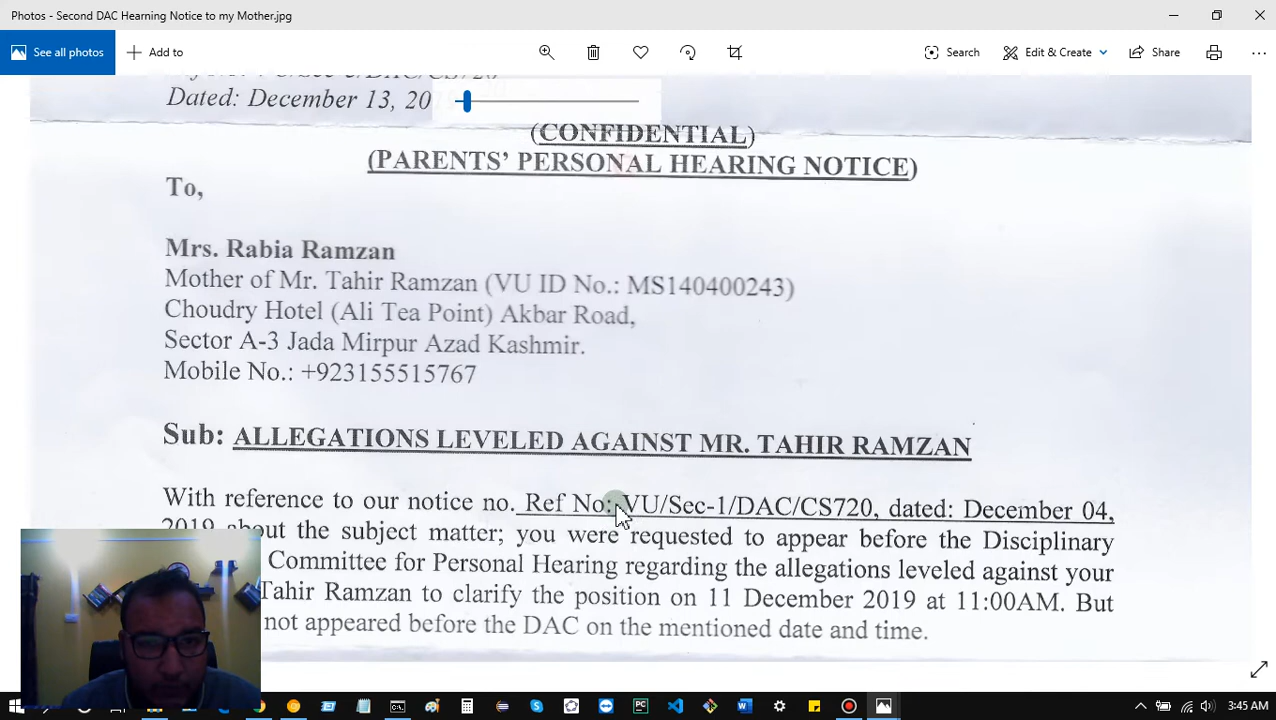 Photos - Second DAC Hearning Notice to my Mother.jpg
See all photos
Add to
Search
Edit & Create
Share
Dated: December 13, 20
(CONFIDENTIAL)
(PARENTS' PERSONAL HEARING NOTICE)
To,
Mrs. Rabia Ramzan
Mother of Mr. Tahir Ramzan (VU ID No.: MS140400243)
Choudry Hotel (Ali Tea Point) Akbar Road,
Sector A-3 Jada Mirpur Azad Kashmir.
Mobile No.: +923155515767
Sub: ALLEGATIONS LEVELED AGAINST MR. TAHIR RAMZAN
With reference to our notice no. Ref No: VU/Sec-1/DAC/CS720, dated: December 04,
2019 about the subject matter; you were requested to appear before the Disciplinary
Committee for Personal Hearing regarding the allegations leveled against your
Tahir Ramzan to clarify the position on 11 December 2019 at 11:00AM. But
not appeared before the DAC on the mentioned date and time.
3:45 AM